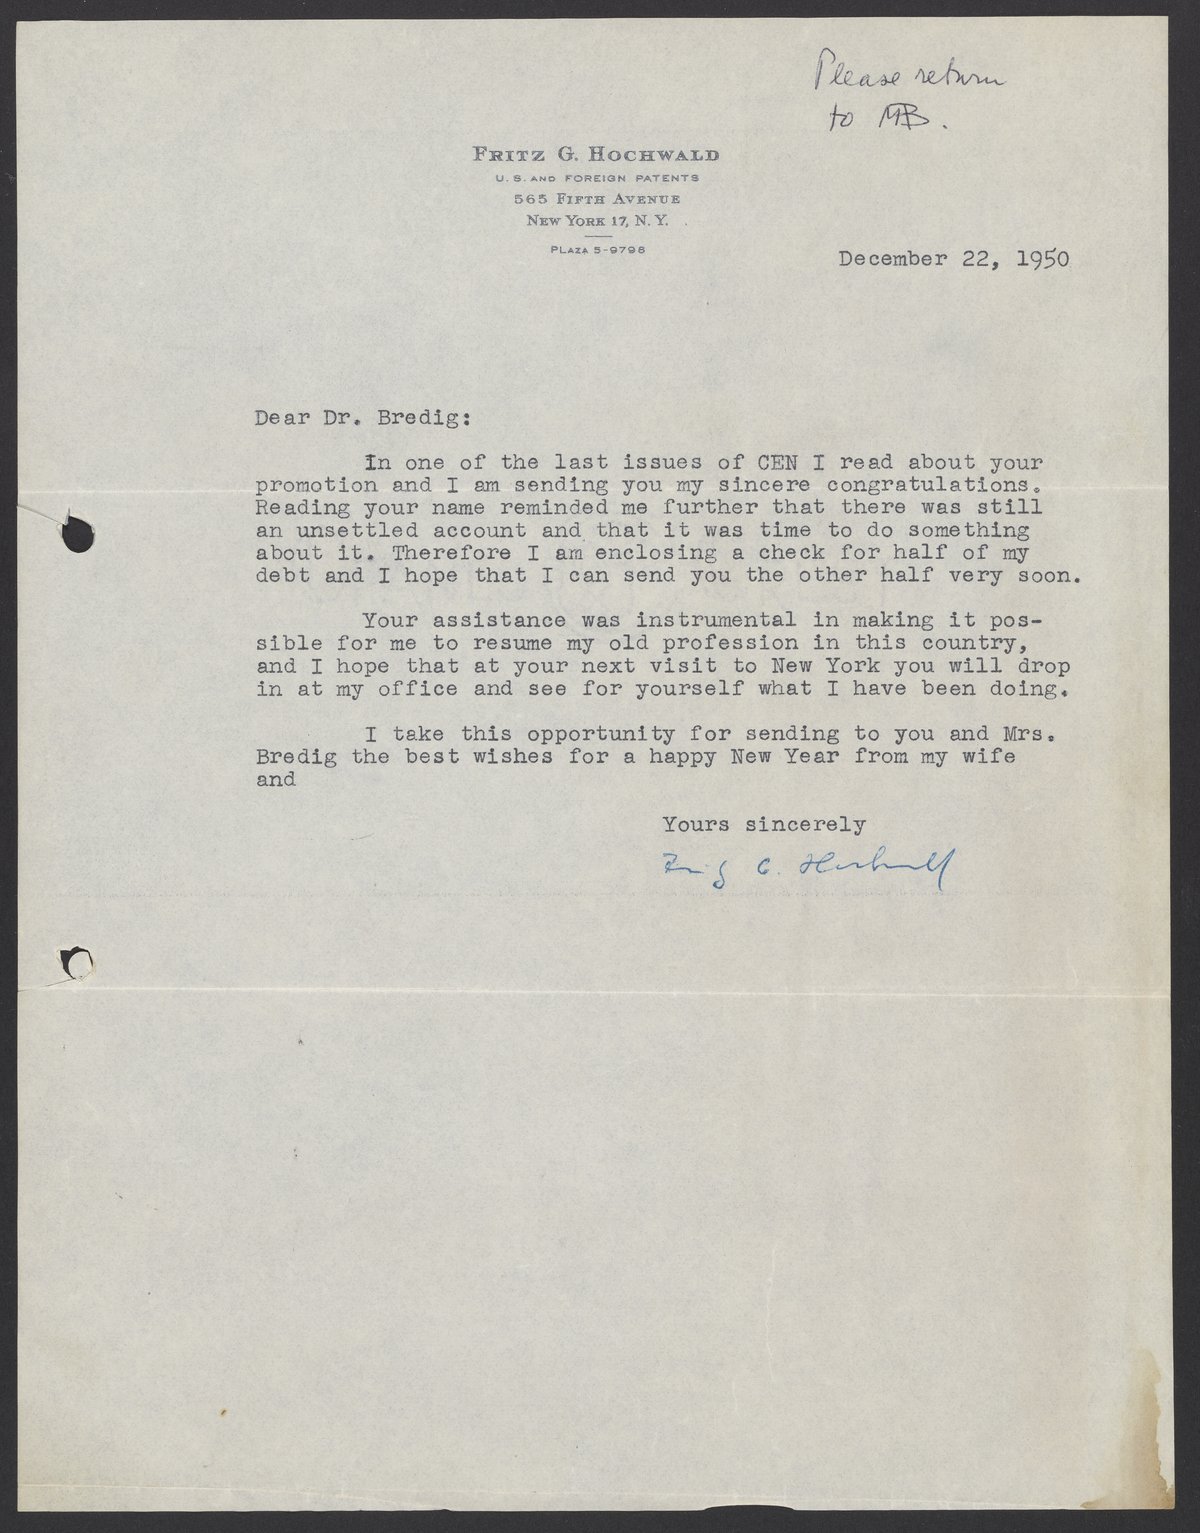 Please return
to MB.
FRITZ G. HOCHWALD
U. S. AND FOREIGN PATENTS
565 FIFTH AVENUE
NEW YORK 17, N. Y.
PLAZA 5-9798
December 22, 1950
Dear Dr. Bredig:
In one of the last issues of CEN I read about your
promotion and I am sending you my sincere congratulations.
Reading your name reminded me further that there was still
an unsettled account and that it was time to do something
about it. Therefore I am enclosing a check for half of my
debt and I hope that I can send you the other half very soon.
Your assistance was instrumental in making it pos-
sible for me to resume my old profession in this country,
and I hope that at your next visit to New York you will drop
in at my office and see for yourself what I have been doing.
I take this opportunity for sending to you and Mrs.
Bredig the best wishes for a happy New Year from my wife
and
Yours sincerely
Fritz G. Hochwald